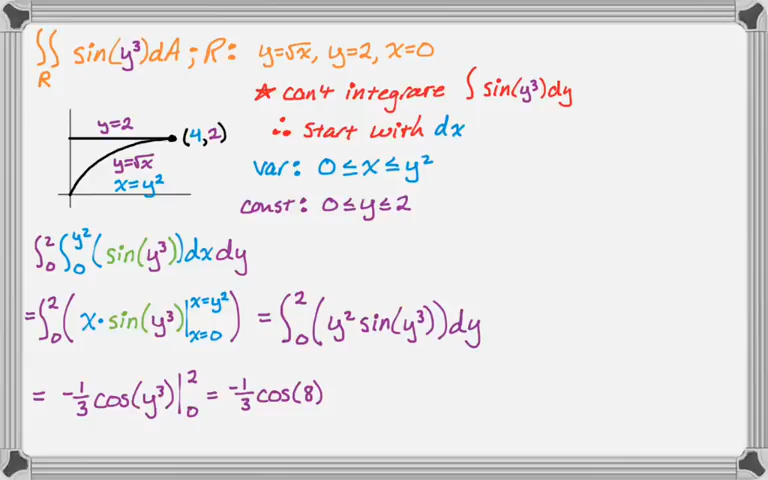 ∬_R sin(y³)dA ; R: y=√x, y=2, x=0
* can't integrare ∫ sin(y³)dy
∴ start with dx
y=2
(4,2)
y=√x
x=y²
var: 0 ≤ x ≤ y²
const: 0 ≤ y ≤ 2
∫₀² ∫₀^{y²} (sin(y³)) dx dy
= ∫₀² ( x • sin(y³) |_{x=0}^{x=y²} ) = ∫₀² (y² sin(y³)) dy
= -1/3 cos(y³) |₀² = -1/3 cos(8)